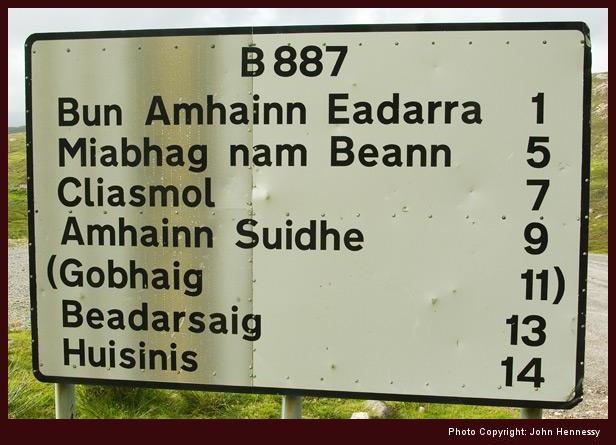 B 887
Bun Amhainn Eadarra 1
Miabhag nam Beann 5
Cliasmol 7
Amhainn Suidhe 9
(Gobhaig 11)
Beadarsaig 13
Huisinis 14
Photo Copyright: John Hennessy